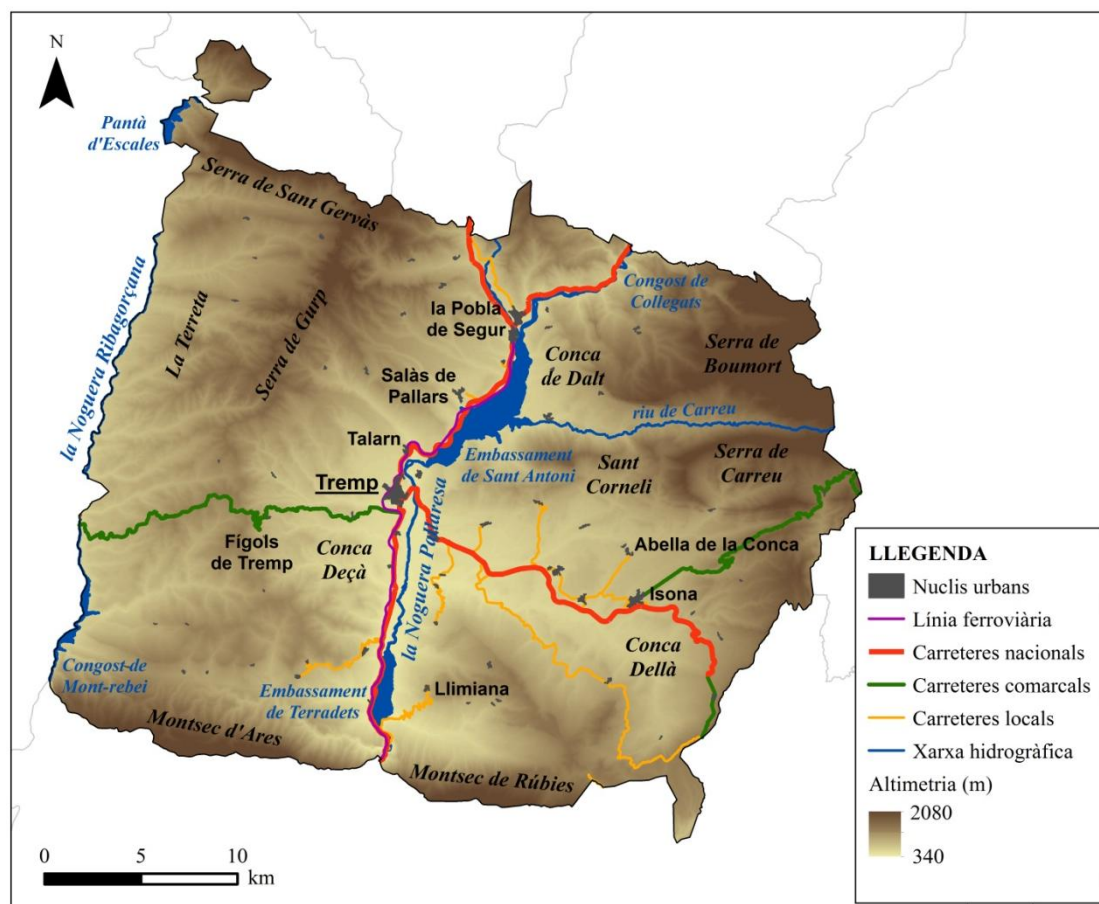 N
Pantà
d'Escales
Serra de Sant Gervàs
la Noguera Ribagorçana
La Terreta
Serra de Gurp
Congost de
Collegats
la Pobla
de Segur
Serra de
Boumort
Conca
de Dalt
Salàs de
Pallars
riu de Carreu
Talarn
Embassament
de Sant Antoni
Sant
Corneli
Serra de
Carreu
Tremp
Fígols
de Tremp
Conca
Deçà
la Noguera Pallaresa
Abella de la Conca
Isona
Conca
Dellà
Congost de
Mont-rebei
Embassament
de Terradets
Llimiana
Montsec d'Ares
Montsec de Rúbies
0 5 10
km
LLEGENDA
Nuclis urbans
Línia ferroviària
Carreteres nacionals
Carreteres comarcals
Carreteres locals
Xarxa hidrogràfica
Altimetria (m)
2080
340